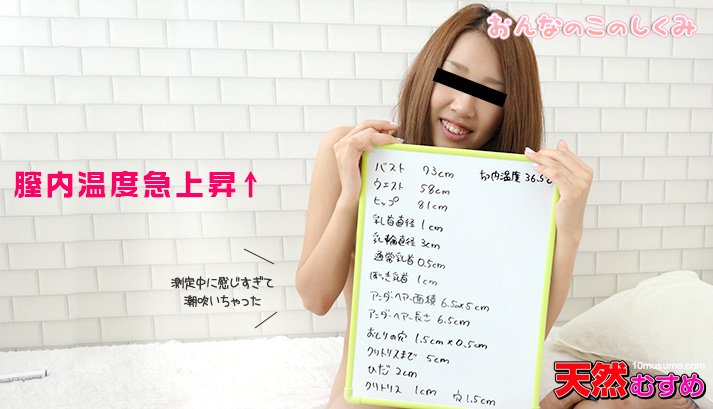 おんなのこのしくみ
膣内温度急上昇↑
測定中に感じすぎて
潮吹いちゃった
バスト 73cm
ち内温度 36.5℃
ウエスト 58cm
ヒップ 81cm
乳首直径 1cm
乳輪直径 3cm
通常乳首 0.5cm
ぼっき乳首 1cm
アンダーヘアー面積 6.5×5cm
アンダーヘアー長さ 6.5cm
おしりの穴 1.5cm×0.5cm
クリトリスまで 5cm
ひだ 2cm
クリトリス 1cm 穴1.5cm
10musume.com
天然むすめ